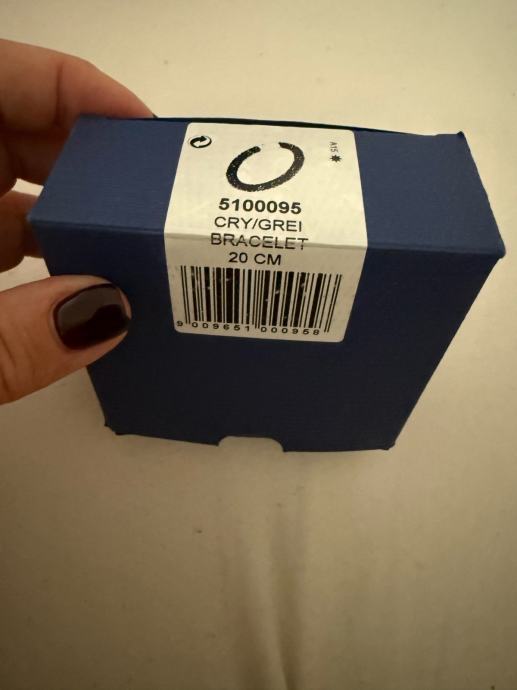 A15
5100095
CRY/GREI
BRACELET
20 CM
9 009651 000958